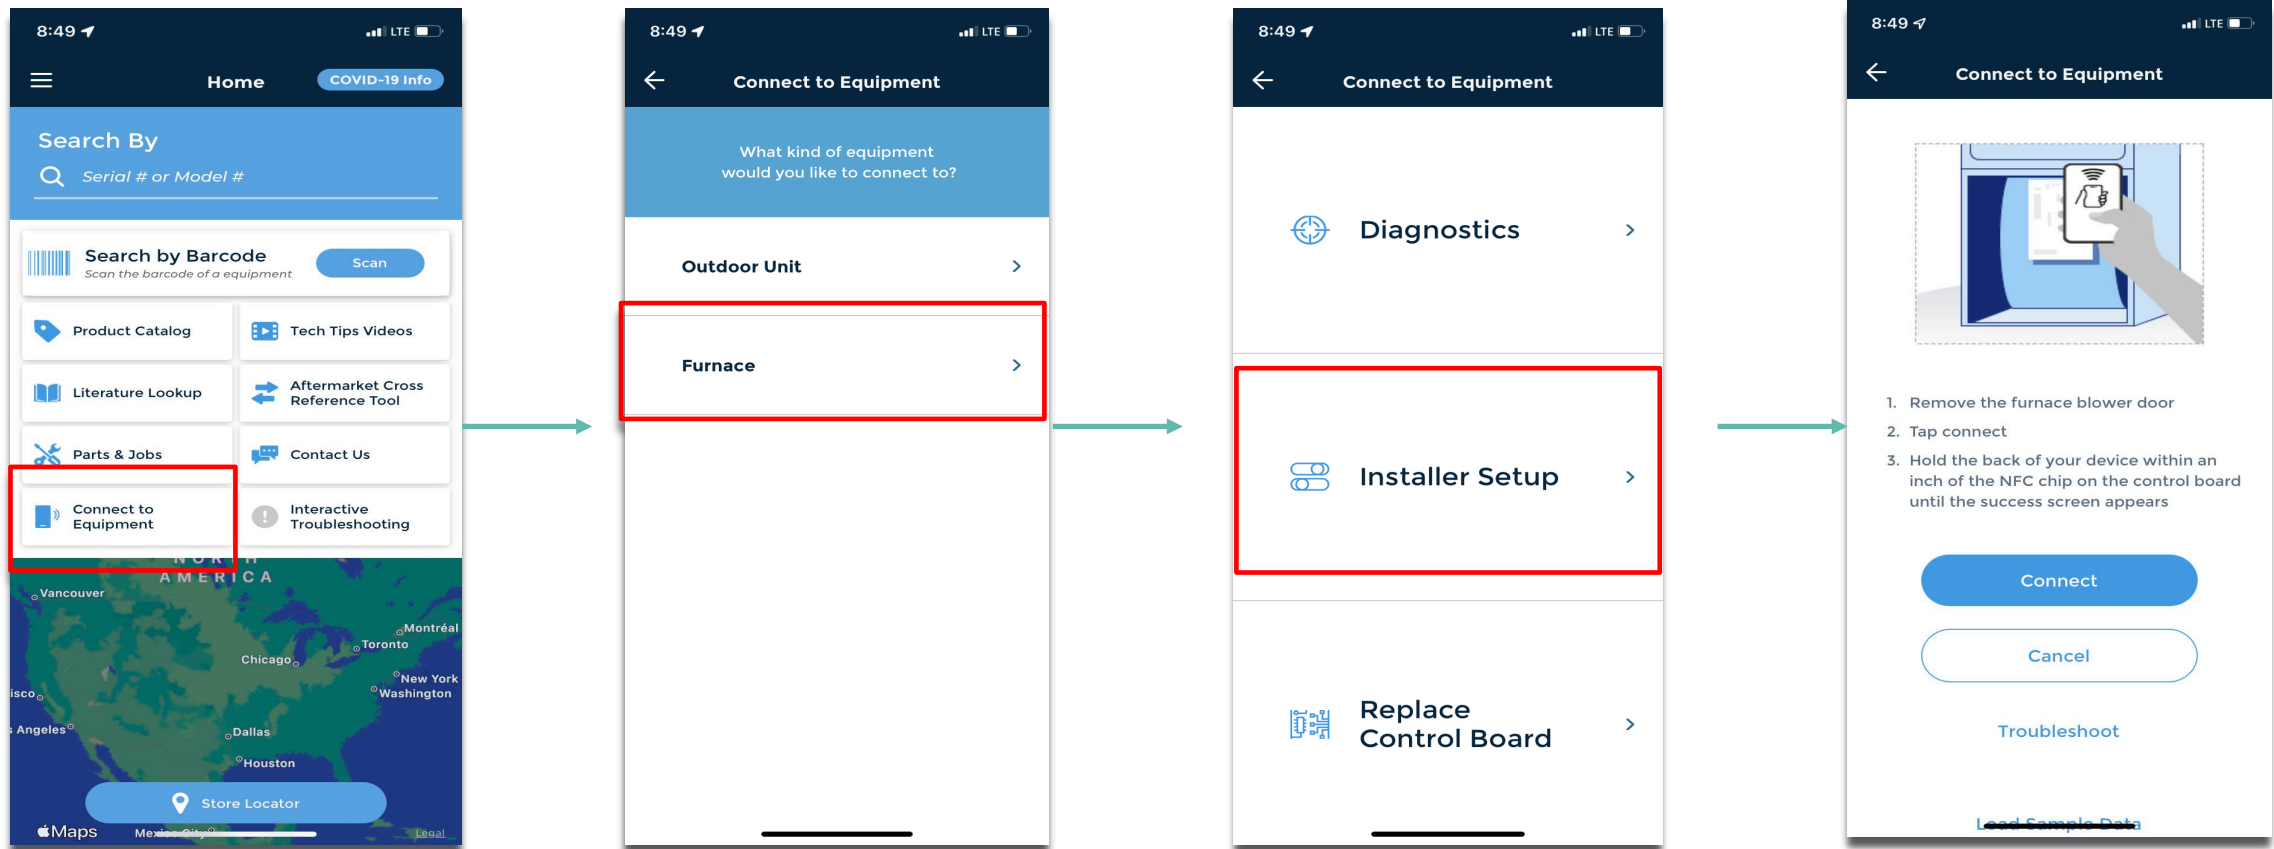 8:49
LTE
Home
COVID-19 Info
Search By
Serial # or Model #
Search by Barcode
Scan the barcode of a equipment
Scan
Product Catalog
Tech Tips Videos
Literature Lookup
Aftermarket Cross
Reference Tool
Parts & Jobs
Contact Us
Connect to
Equipment
Interactive
Troubleshooting
NORTH
AMERICA
Vancouver
Montréal
Toronto
Chicago
New York
Washington
isco
s Angeles
Dallas
Houston
Store Locator
Maps
Mexico City
Legal
8:49
LTE
Connect to Equipment
What kind of equipment
would you like to connect to?
Outdoor Unit
Furnace
8:49
LTE
Connect to Equipment
Diagnostics
Installer Setup
Replace
Control Board
8:49
LTE
Connect to Equipment
1. Remove the furnace blower door
2. Tap connect
3. Hold the back of your device within an
inch of the NFC chip on the control board
until the success screen appears
Connect
Cancel
Troubleshoot
Load Sample Data